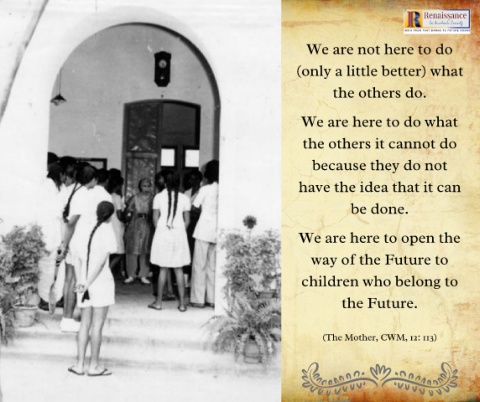 Renaissance
We are not here to do
(only a little better) what
the others do.
We are here to do what
the others it cannot do
because they do not
have the idea that it can
be done.
We are here to open the
way of the Future to
children who belong to
the Future.
(The Mother, CWM, 12: 113)